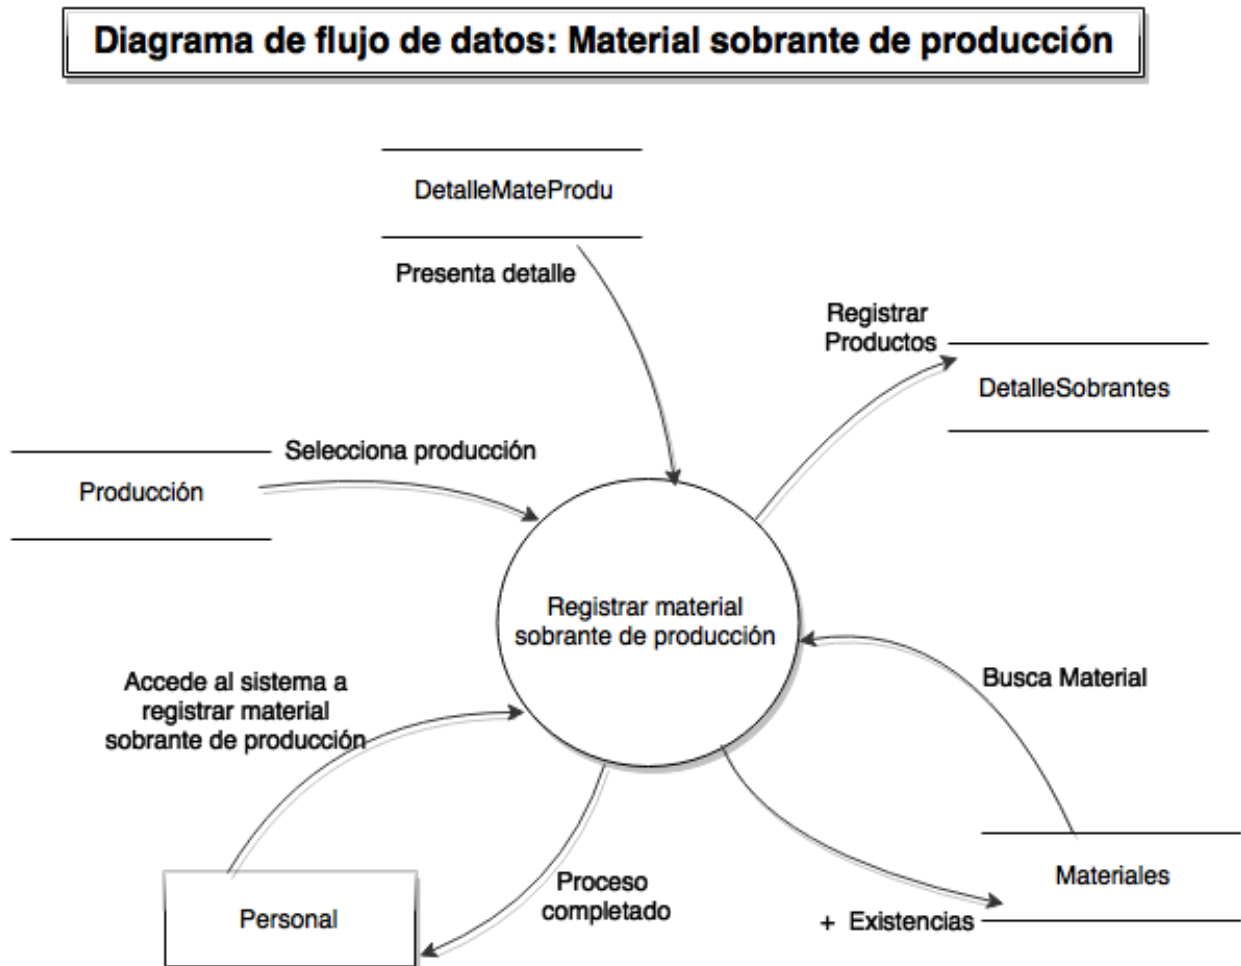 Diagrama de flujo de datos: Material sobrante de producción
DetalleMateProdu
Presenta detalle
Registrar
Productos
DetalleSobrantes
Selecciona producción
Producción
Registrar material
sobrante de producción
Accede al sistema a
registrar material
sobrante de producción
Busca Material
Materiales
Proceso
completado
Personal
+ Existencias